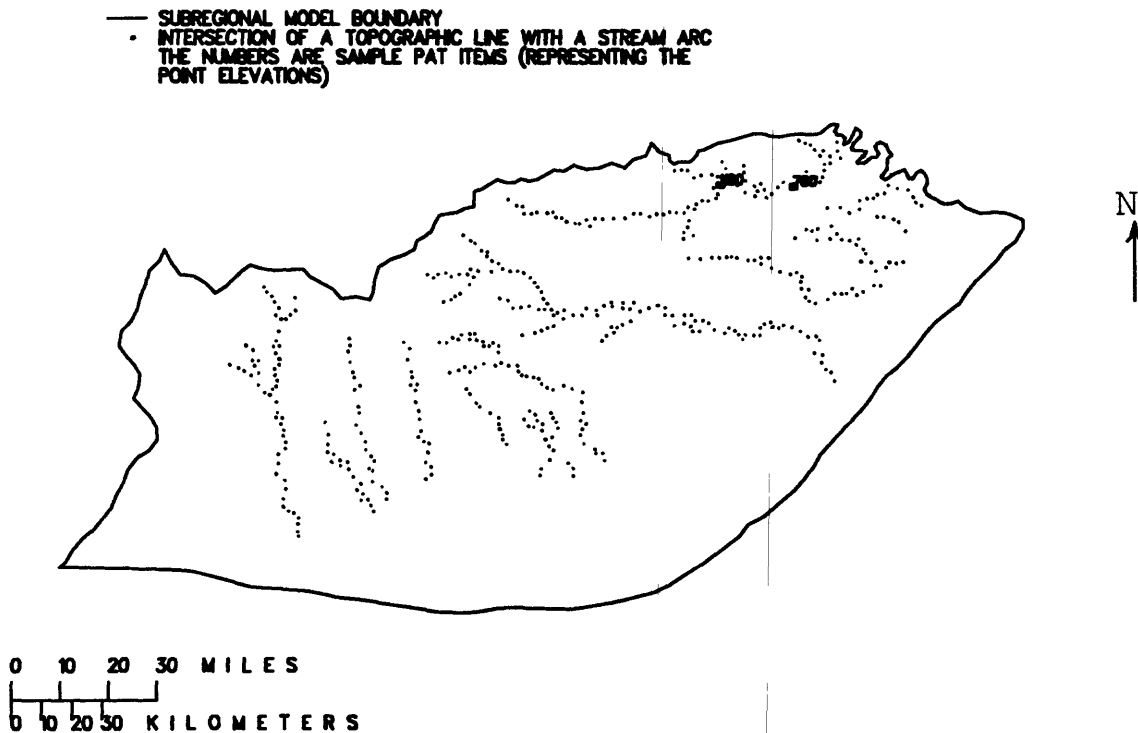 SUBREGIONAL MODEL BOUNDARY
INTERSECTION OF A TOPOGRAPHIC LINE WITH A STREAM ARC
THE NUMBERS ARE SAMPLE PAT ITEMS (REPRESENTING THE
POINT ELEVATIONS)
N
0 10 20 30 MILES
0 10 20 30 KILOMETERS